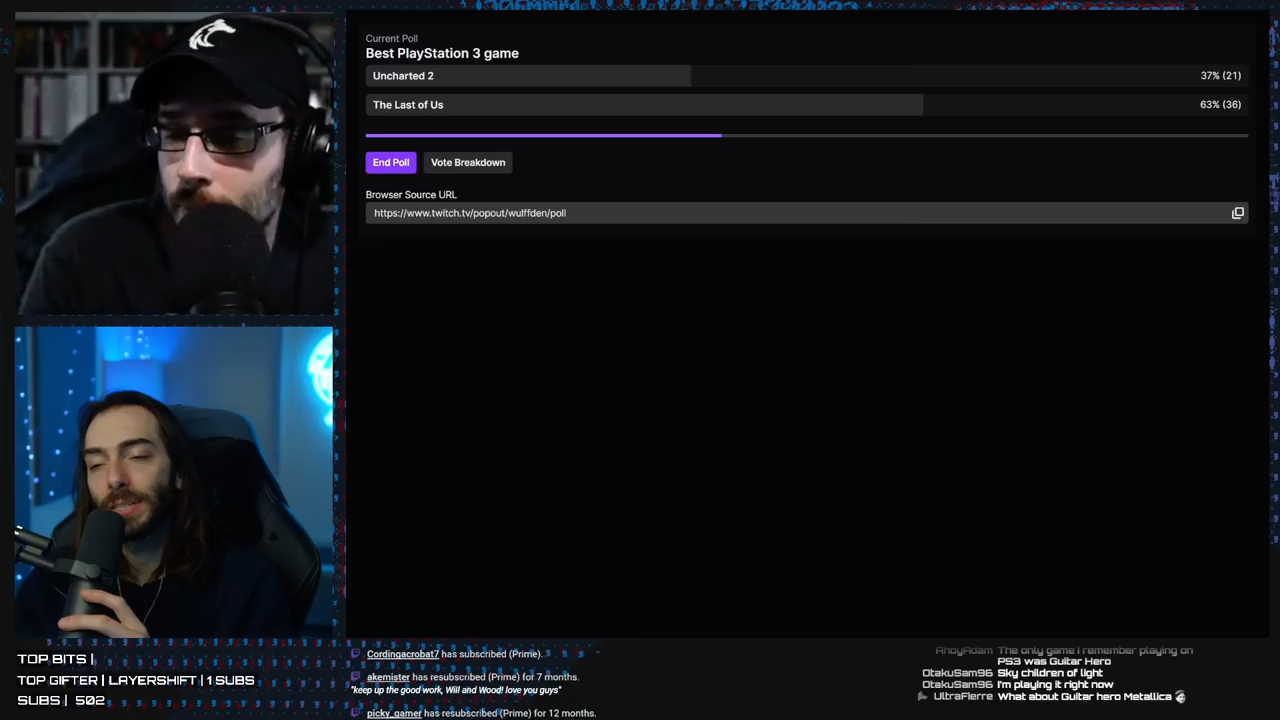 Current Poll
Best PlayStation 3 game
Uncharted 2 37% (21)
The Last of Us 63% (36)
End Poll Vote Breakdown
Browser Source URL
https://www.twitch.tv/popout/wulffden/poll
TOP BITS |
TOP GIFTER | LAYERSHIFT | 1 SUBS
SUBS | 502
Cordingacrobat7 has subscribed (Prime).
akemister has resubscribed (Prime) for 7 months.
"keep up the good work, Will and Wood! love you guys"
picky_gamer has resubscribed (Prime) for 12 months.
AhoyAdam The only game I remember playing on
PS3 was Guitar Hero
OtakuSam96 Sky children of light
OtakuSam96 I'm playing it right now
UltraFierre What about Guitar hero Metallica